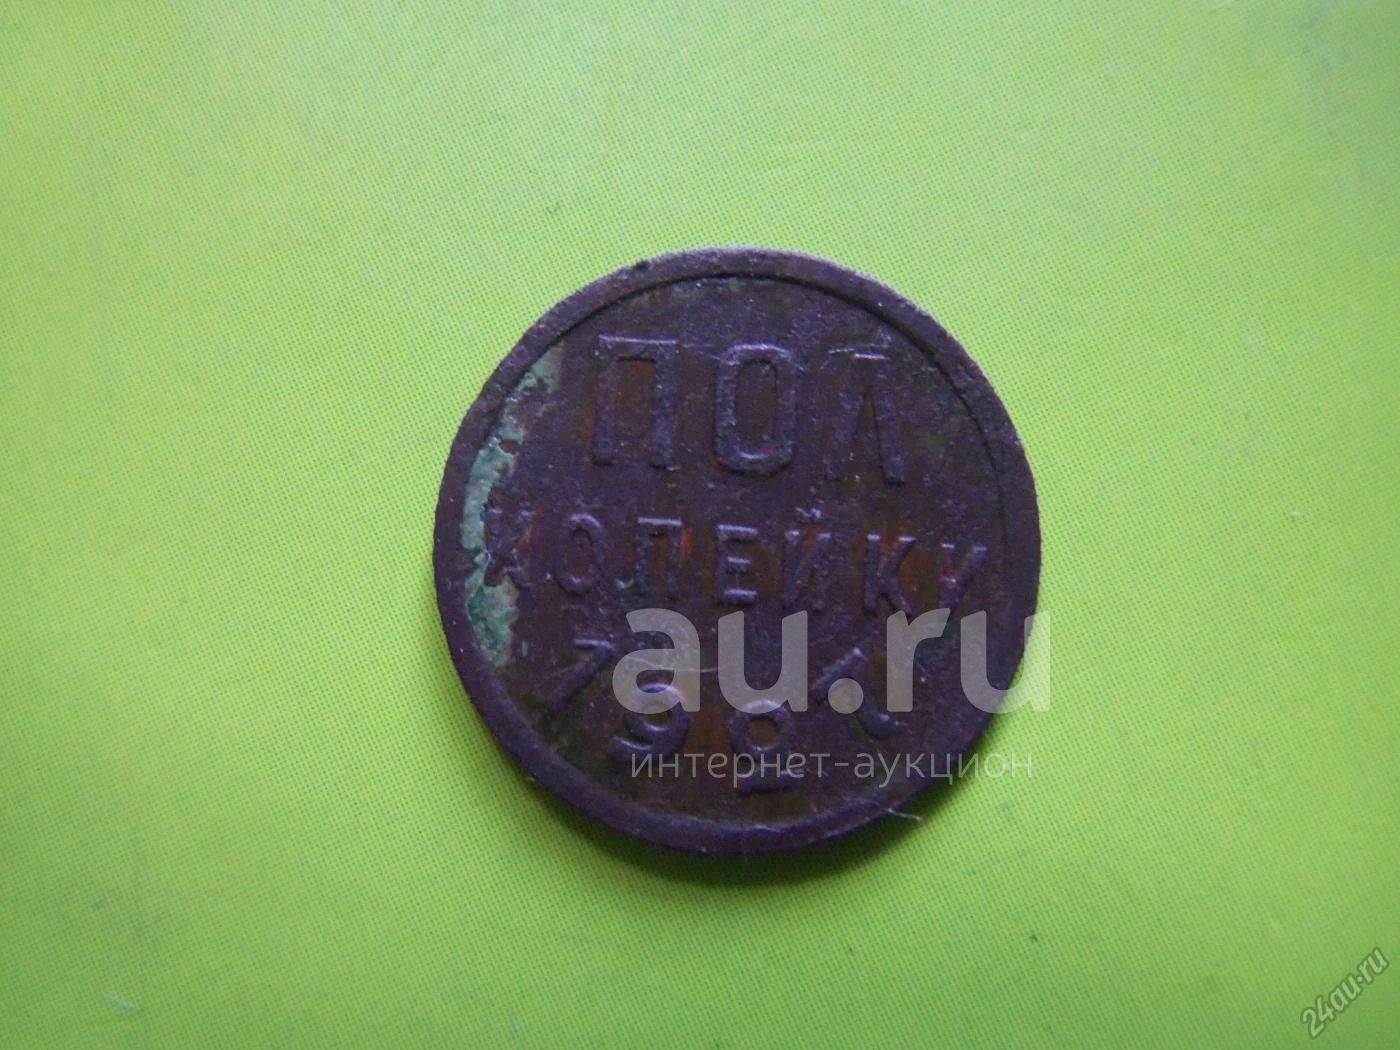 ПОЛ
КОПЕЙКИ
1927
au.ru
интернет-аукцион
24au.ru